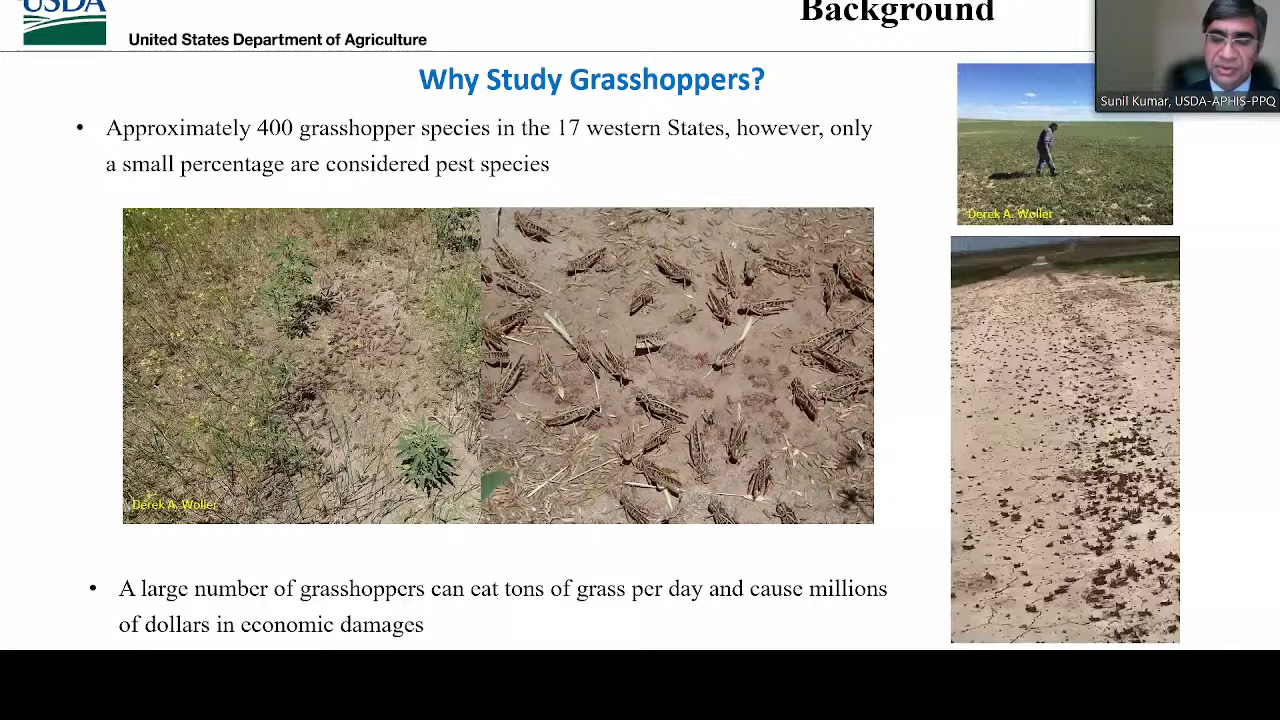 USDA
Background
United States Department of Agriculture
Sunil Kumar, USDA-APHIS-PPQ
Why Study Grasshoppers?
• Approximately 400 grasshopper species in the 17 western States, however, only
a small percentage are considered pest species
Derek A. Woller
Derek A. Woller
• A large number of grasshoppers can eat tons of grass per day and cause millions
of dollars in economic damages